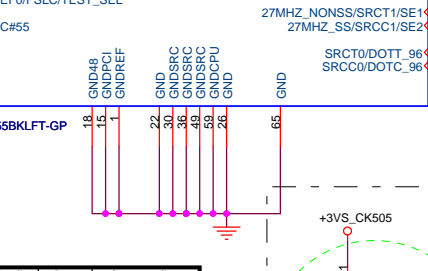 27MHZ_NONSS/SRCT1/SE1
C#55
27MHZ_SS/SRCC1/SE2
SRCT0/DOTT_96
SRCC0/DOTC_96
GND48
GNDPCI
GNDREF
GND
GNDSRC
GNDSRC
GNDSRC
GNDCPU
GND
GND
55BKLFT-GP
18
15
1
22
30
36
49
59
26
65
+3VS_CK505
1